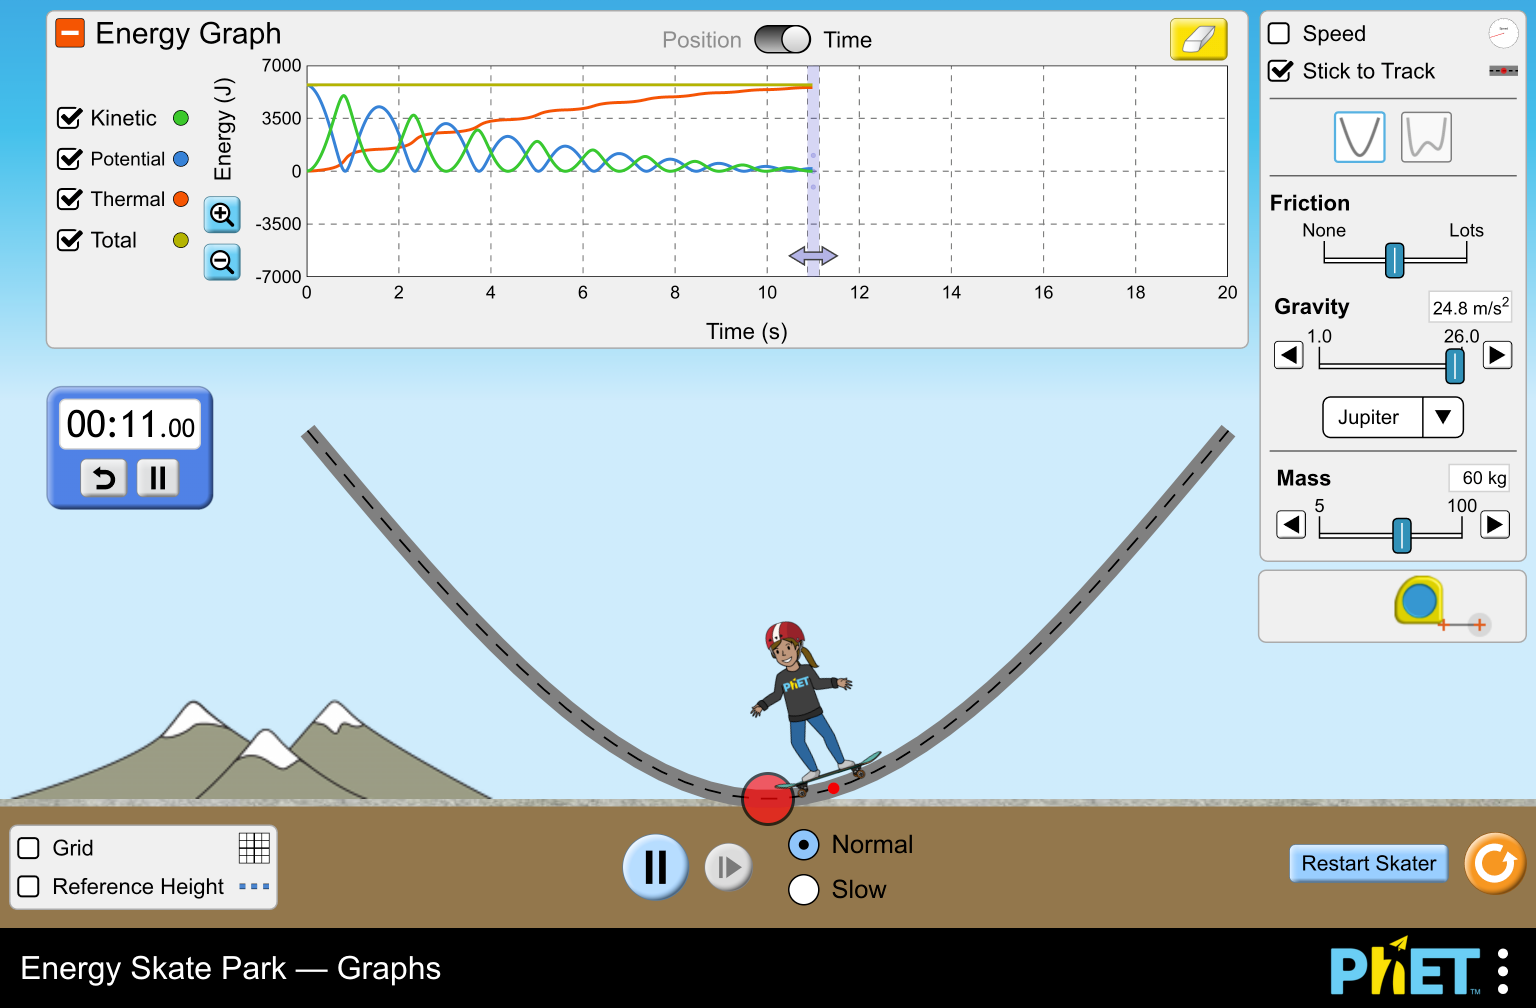 Energy Graph
Position
Time
Speed
Stick to Track
Kinetic
Potential
Thermal
Total
Energy (J)
7000
3500
0
-3500
-7000
0 2 4 6 8 10 12 14 16 18 20
Time (s)
Friction
None Lots
Gravity 24.8 m/s²
1.0 26.0
Jupiter
Mass 60 kg
5 100
00:11.00
PhET
Grid
Reference Height
Normal
Slow
Restart Skater
Energy Skate Park — Graphs
PhET™